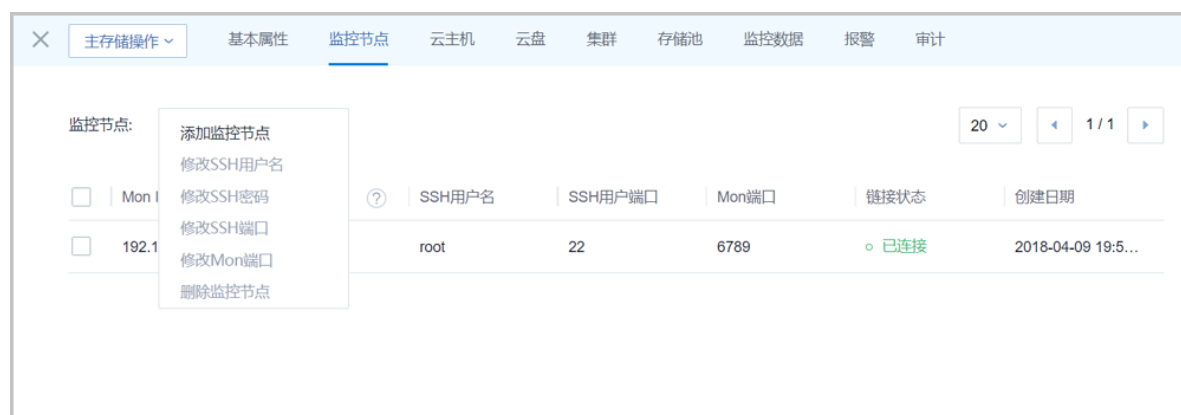 主存储操作 基本属性 监控节点 云主机 云盘 集群 存储池 监控数据 报警 审计
监控节点: 20 1 / 1
添加监控节点
修改SSH用户名
Mon 修改SSH密码 ? SSH用户名 SSH用户端口 Mon端口 链接状态 创建日期
修改SSH端口
192.1 root 22 6789 已连接 2018-04-09 19:5...
修改Mon端口
删除监控节点